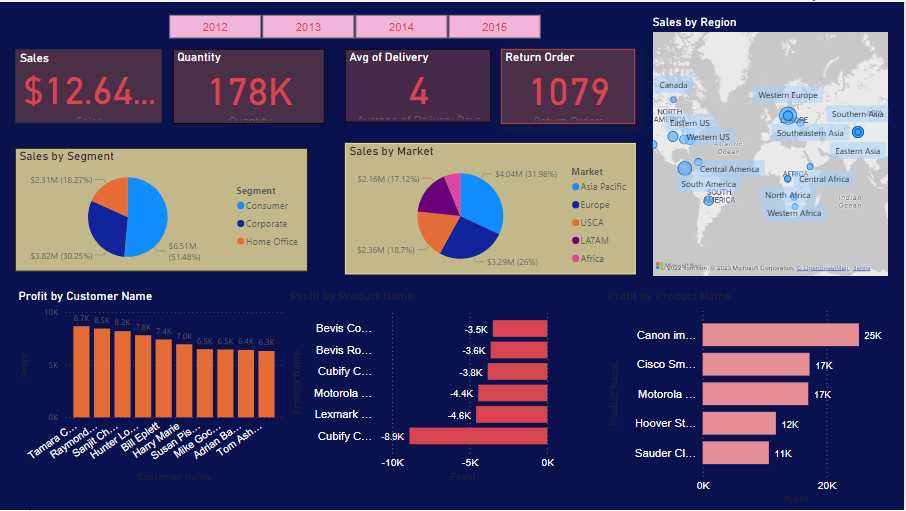 2012 2013 2014 2015
Sales by Region
Sales
$12.64...
Sales
Quantity
178K
Quantity
Avg of Delivery
4
Average of Delivery Days
Return Order
1079
Return Orders
Canada
NORTH
AMERICA
Eastern US
Western US
Western Europe
EUROPE
Southern Asia
Southeastern Asia
Eastern Asia
Atlantic
Ocean
Central America
AFRICA
Central Africa
South America
SOUTH
AMERICA
North Africa
Western Africa
Indian
Ocean
© 2023 Microsoft Corporation, © OpenStreetMap Terms
Sales by Segment
$2.31M (18.27%)
$3.82M (30.25%)
$6.51M
(51.48%)
Segment
Consumer
Corporate
Home Office
Sales by Market
$2.16M (17.12%)
$4.04M (31.98%)
$2.36M (18.7%)
$3.29M (26%)
Market
Asia Pacific
Europe
USCA
LATAM
Africa
Profit by Customer Name
10K
5K
0K
Profit
8.7K 8.5K 8.2K 7.8K 7.4K 7.0K 6.5K 6.5K 6.4K 6.3K
Tamara C...
Raymond...
Sanjit Ch...
Hunter Lo...
Bill Eplett
Harry Marie
Susan Pis...
Mike Goc...
Adrian Ba...
Tom Ash...
Customer Name
Profit by Product Name
Product Name
Bevis Co... -3.5K
Bevis Ro... -3.6K
Cubify C... -3.8K
Motorola ... -4.4K
Lexmark ... -4.6K
Cubify C... -8.9K
-10K -5K 0K
Profit
Profit by Product Name
Product Name
Canon im... 25K
Cisco Sm... 17K
Motorola ... 17K
Hoover St... 12K
Sauder Cl... 11K
0K 20K
Profit